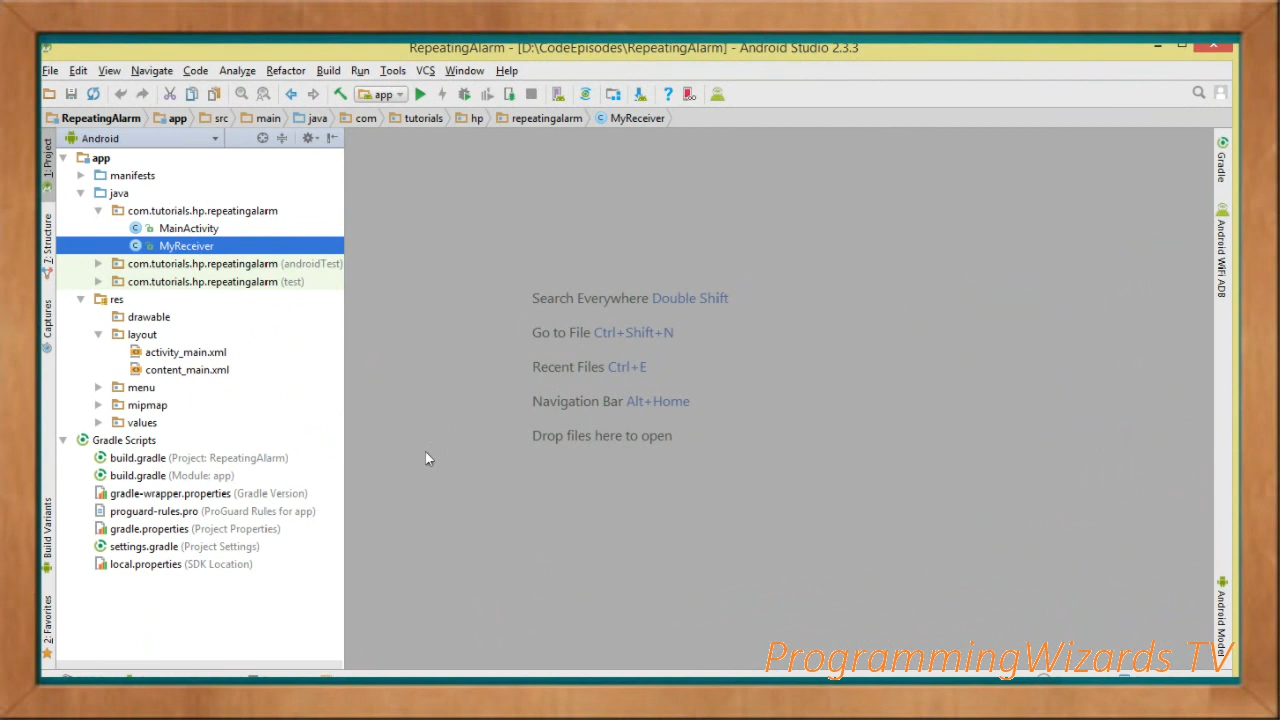 RepeatingAlarm - [D:\CodeEpisodes\RepeatingAlarm] - Android Studio 2.3.3
File Edit View Navigate Code Analyze Refactor Build Run Tools VCS Window Help
app
RepeatingAlarm app src main java com tutorials hp repeatingalarm MyReceiver
Android
1: Project
7: Structure
Captures
Build Variants
2: Favorites
app
manifests
java
com.tutorials.hp.repeatingalarm
MainActivity
MyReceiver
com.tutorials.hp.repeatingalarm (androidTest)
com.tutorials.hp.repeatingalarm (test)
res
drawable
layout
activity_main.xml
content_main.xml
menu
mipmap
values
Gradle Scripts
build.gradle (Project: RepeatingAlarm)
build.gradle (Module: app)
gradle-wrapper.properties (Gradle Version)
proguard-rules.pro (ProGuard Rules for app)
gradle.properties (Project Properties)
settings.gradle (Project Settings)
local.properties (SDK Location)
Search Everywhere Double Shift
Go to File Ctrl+Shift+N
Recent Files Ctrl+E
Navigation Bar Alt+Home
Drop files here to open
Gradle
Android WiFi ADB
Android Model
ProgrammingWizards TV